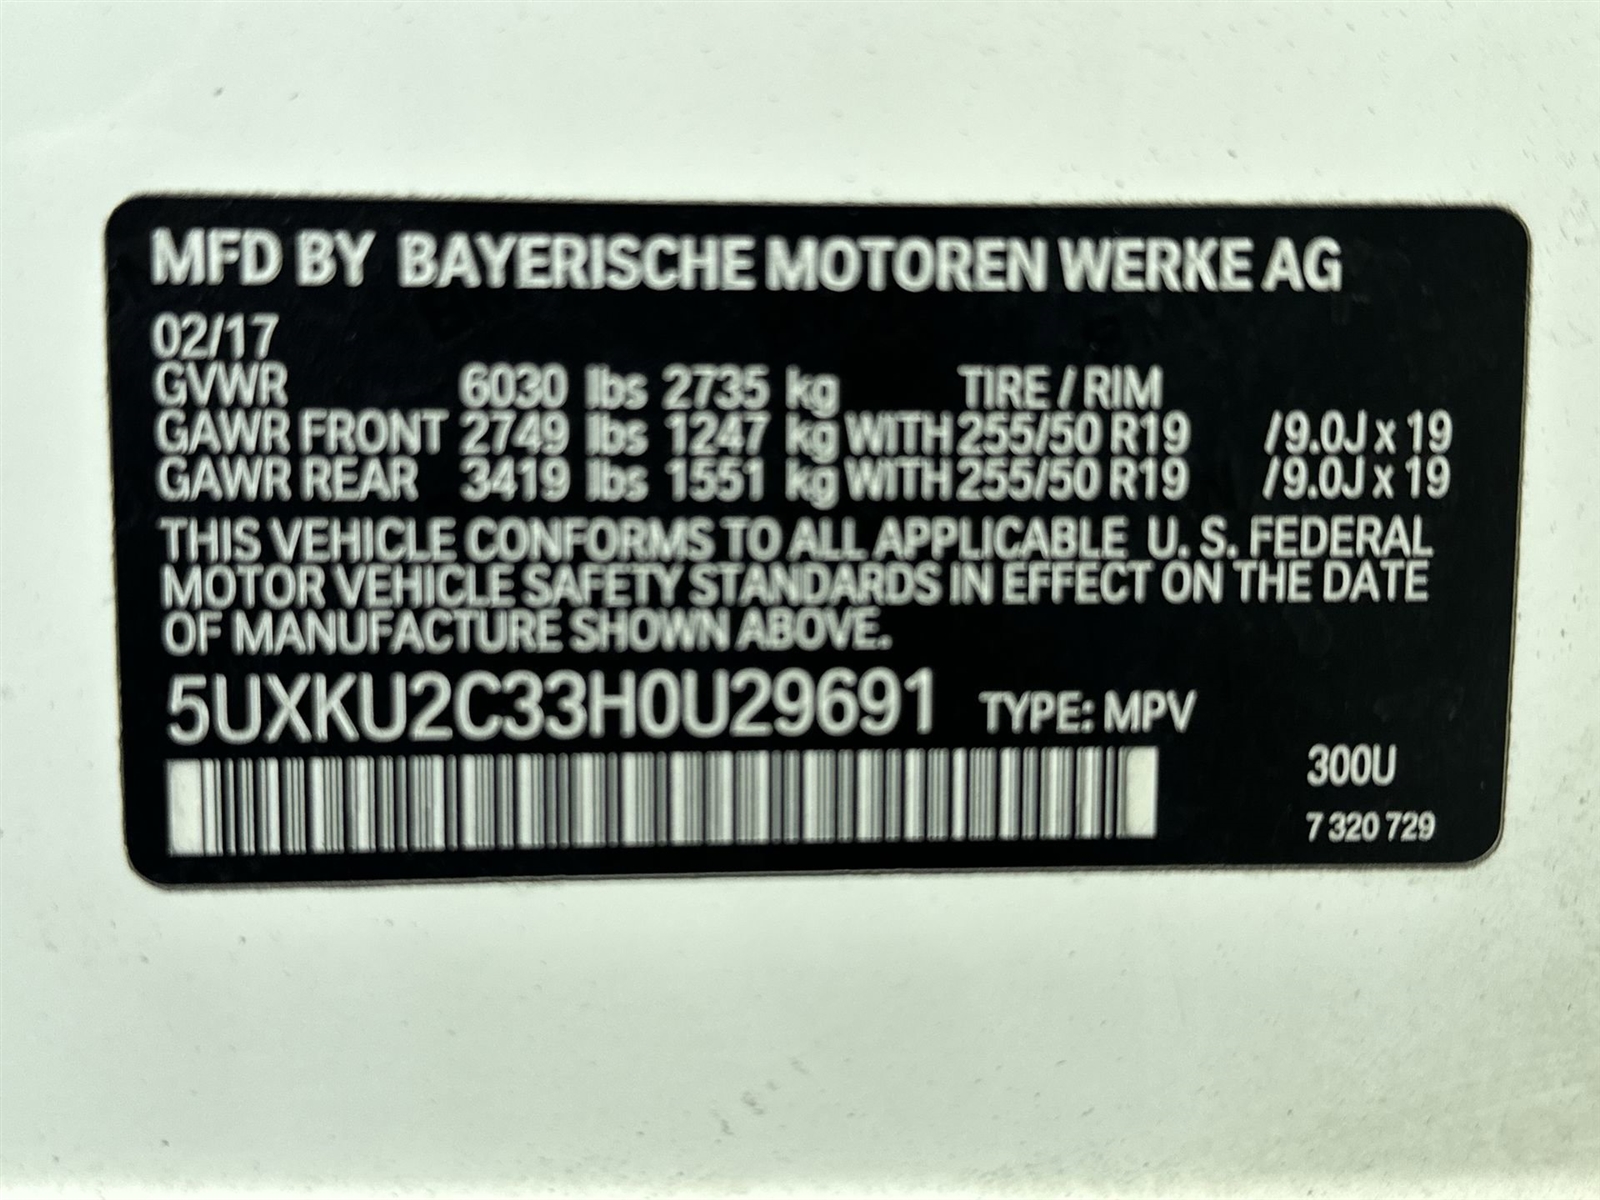 MFD BY BAYERISCHE MOTOREN WERKE AG
02/17
GVWR 6030 lbs 2735 kg TIRE / RIM
GAWR FRONT 2749 lbs 1247 kg WITH 255/50 R19 /9.0J x 19
GAWR REAR 3419 lbs 1551 kg WITH 255/50 R19 /9.0J x 19
THIS VEHICLE CONFORMS TO ALL APPLICABLE U. S. FEDERAL
MOTOR VEHICLE SAFETY STANDARDS IN EFFECT ON THE DATE
OF MANUFACTURE SHOWN ABOVE.
5UXKU2C33H0U29691 TYPE: MPV
300U
7 320 729